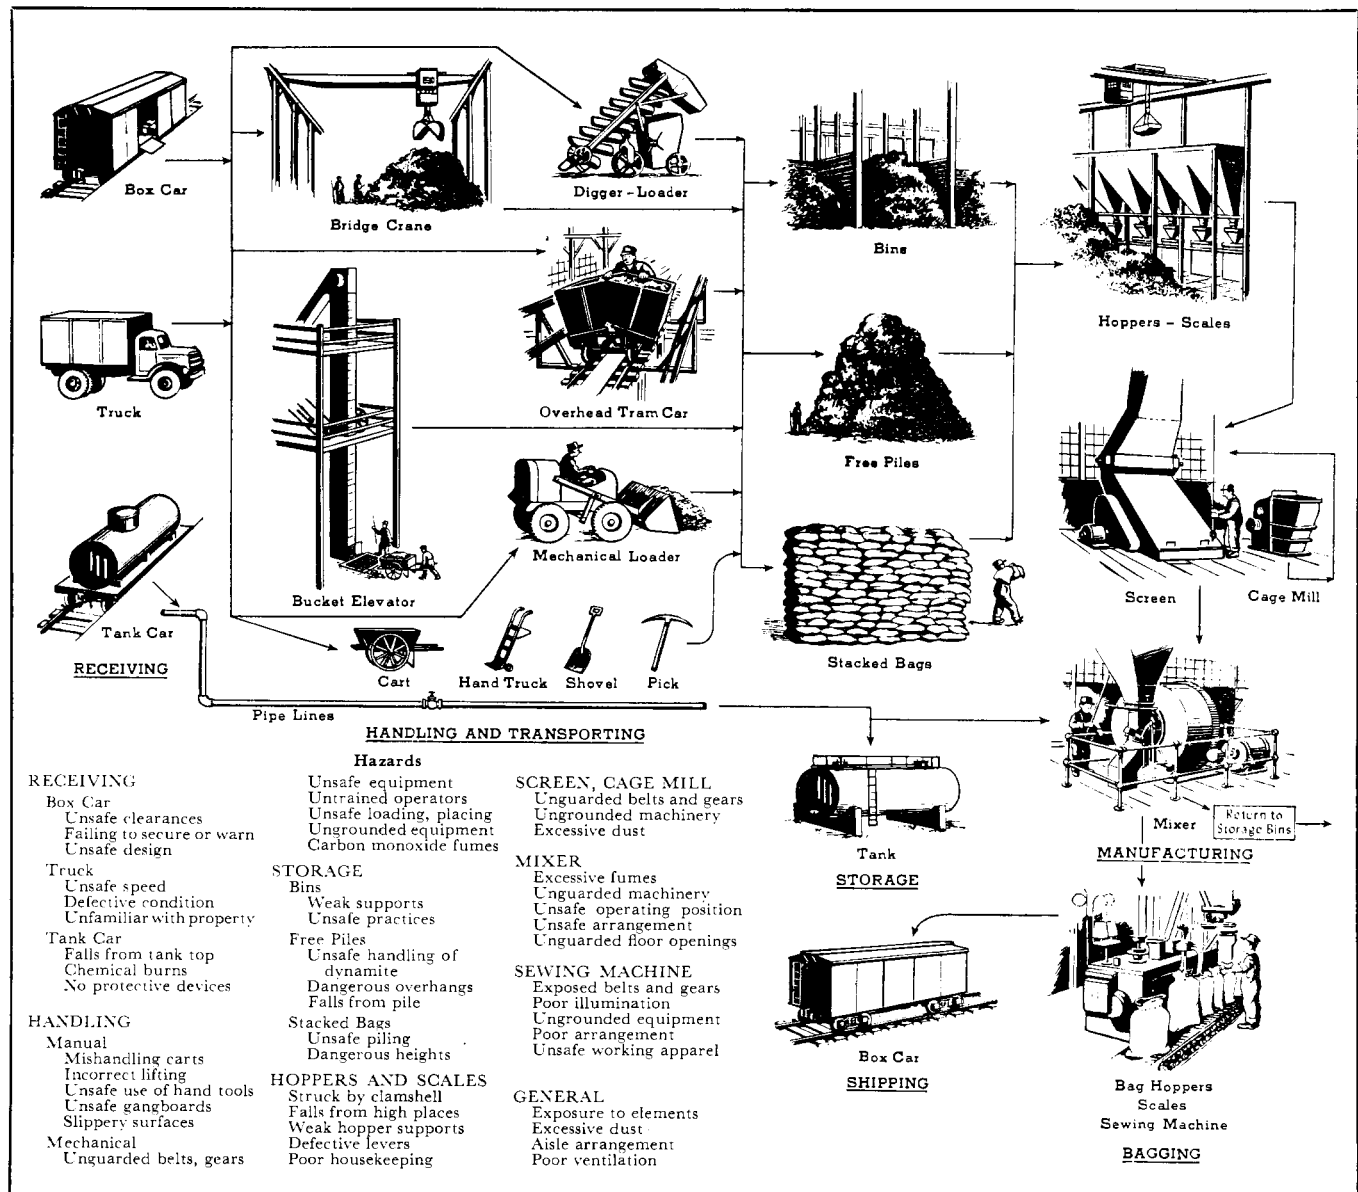 Box Car
Bridge Crane
Digger - Loader
Bins
Hoppers - Scales
Truck
Overhead Tram Car
Free Piles
Mechanical Loader
Bucket Elevator
Screen
Cage Mill
Tank Car
RECEIVING
Cart
Hand Truck
Shovel
Pick
Stacked Bags
Pipe Lines
HANDLING AND TRANSPORTING
Tank
STORAGE
Mixer
Return to
Storage Bins
MANUFACTURING
Box Car
SHIPPING
Bag Hoppers
Scales
Sewing Machine
BAGGING
Hazards
RECEIVING
Box Car
Unsafe clearances
Failing to secure or warn
Unsafe design
Truck
Unsafe speed
Defective condition
Unfamiliar with property
Tank Car
Falls from tank top
Chemical burns
No protective devices
HANDLING
Manual
Mishandling carts
Incorrect lifting
Unsafe use of hand tools
Unsafe gangboards
Slippery surfaces
Mechanical
Unguarded belts, gears
Unsafe equipment
Untrained operators
Unsafe loading, placing
Ungrounded equipment
Carbon monoxide fumes
STORAGE
Bins
Weak supports
Unsafe practices
Free Piles
Unsafe handling of
dynamite
Dangerous overhangs
Falls from pile
Stacked Bags
Unsafe piling
Dangerous heights
HOPPERS AND SCALES
Struck by clamshell
Falls from high places
Weak hopper supports
Defective levers
Poor housekeeping
SCREEN, CAGE MILL
Unguarded belts and gears
Ungrounded machinery
Excessive dust
MIXER
Excessive fumes
Unguarded machinery
Unsafe operating position
Unsafe arrangement
Unguarded floor openings
SEWING MACHINE
Exposed belts and gears
Poor illumination
Ungrounded equipment
Poor arrangement
Unsafe working apparel
GENERAL
Exposure to elements
Excessive dust
Aisle arrangement
Poor ventilation